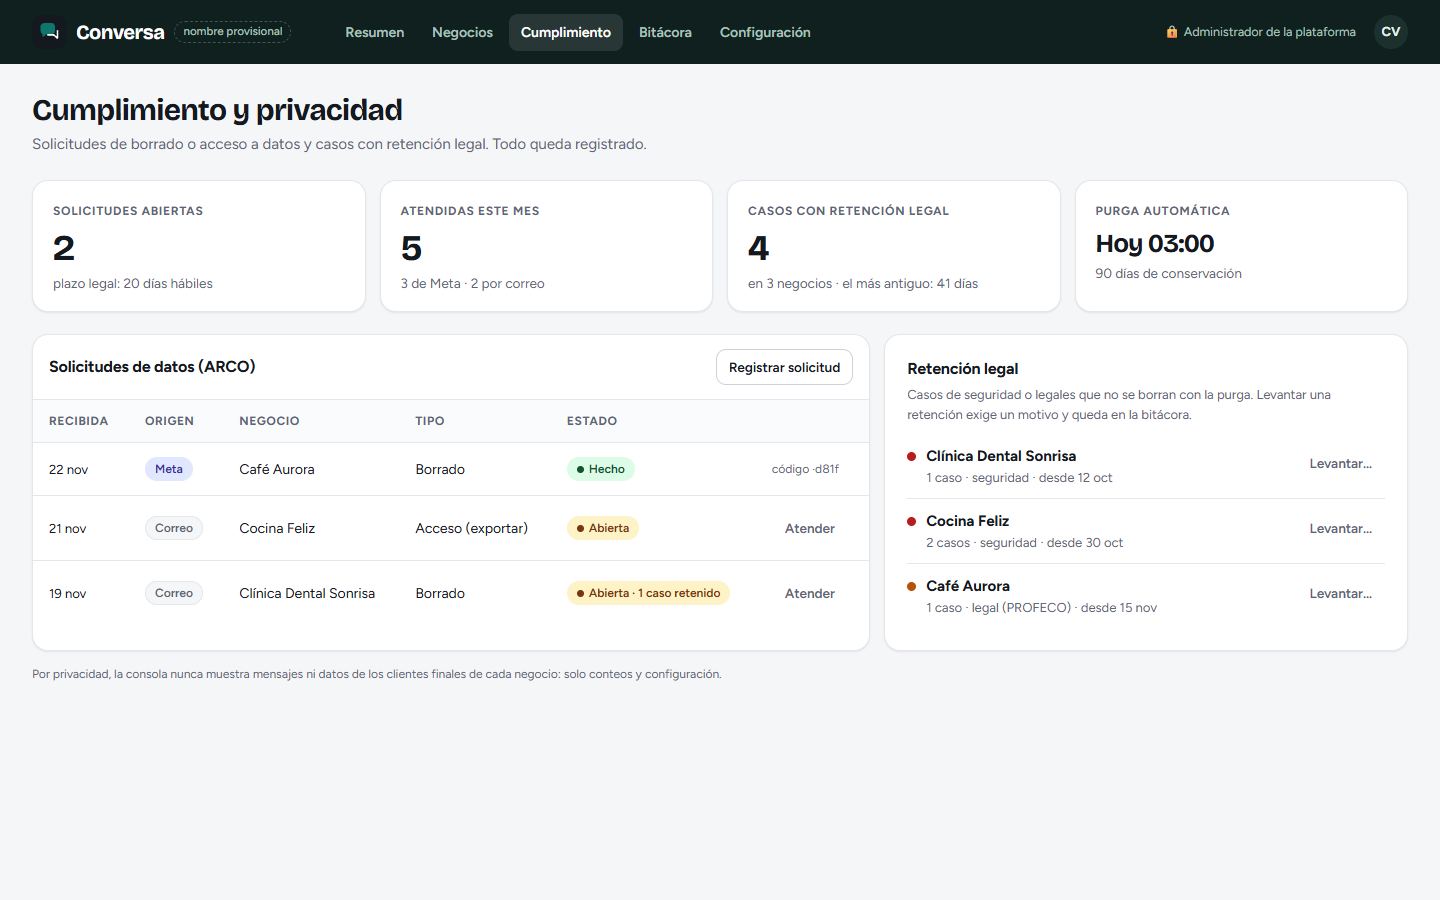 Conversa
nombre provisional
Resumen
Negocios
Cumplimiento
Bitácora
Configuración
Administrador de la plataforma
CV
Cumplimiento y privacidad
Solicitudes de borrado o acceso a datos y casos con retención legal. Todo queda registrado.
SOLICITUDES ABIERTAS
2
plazo legal: 20 días hábiles
ATENDIDAS ESTE MES
5
3 de Meta · 2 por correo
CASOS CON RETENCIÓN LEGAL
4
en 3 negocios · el más antiguo: 41 días
PURGA AUTOMÁTICA
Hoy 03:00
90 días de conservación
Solicitudes de datos (ARCO)
Registrar solicitud
RECIBIDA ORIGEN NEGOCIO TIPO ESTADO
22 nov Meta Café Aurora Borrado Hecho código ·d81f
21 nov Correo Cocina Feliz Acceso (exportar) Abierta Atender
19 nov Correo Clínica Dental Sonrisa Borrado Abierta · 1 caso retenido Atender
Retención legal
Casos de seguridad o legales que no se borran con la purga. Levantar una
retención exige un motivo y queda en la bitácora.
Clínica Dental Sonrisa
1 caso · seguridad · desde 12 oct
Levantar...
Cocina Feliz
2 casos · seguridad · desde 30 oct
Levantar...
Café Aurora
1 caso · legal (PROFECO) · desde 15 nov
Levantar...
Por privacidad, la consola nunca muestra mensajes ni datos de los clientes finales de cada negocio: solo conteos y configuración.